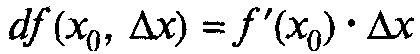 df(x₀, Δx) = f′(x₀) · Δx